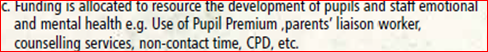 c. Funding is allocated to resource the development of pupils and staff emotional
and mental health e.g. Use of Pupil Premium ,parents’ liaison worker,
counselling services, non-contact time, CPD, etc.